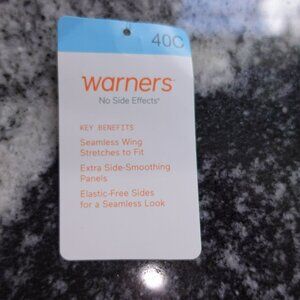 40C
warners
No Side Effects®
KEY BENEFITS
Seamless Wing
Stretches to Fit
Extra Side-Smoothing
Panels
Elastic-Free Sides
for a Seamless Look